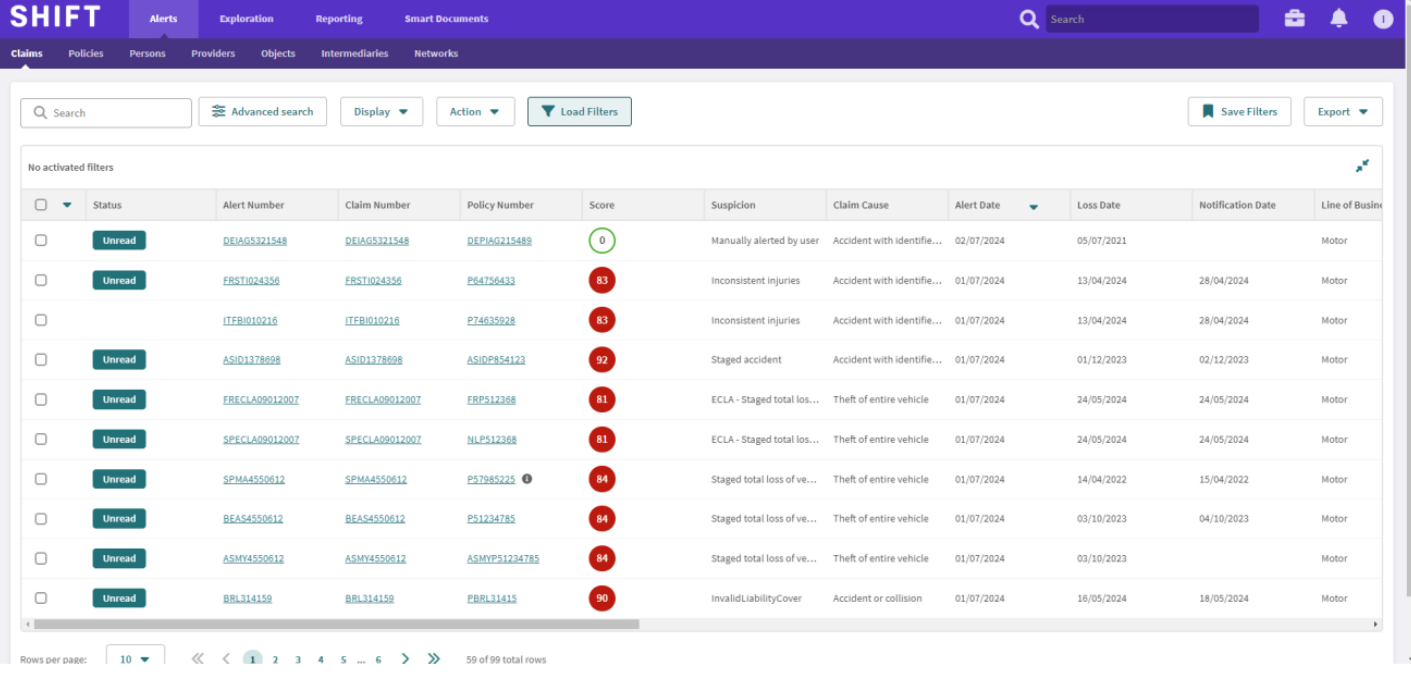 SHIFT Alerts Exploration Reporting Smart Documents Search I
Claims Policies Persons Providers Objects Intermediaries Networks
Search Advanced search Display Action Load Filters Save Filters Export
No activated filters
Status Alert Number Claim Number Policy Number Score Suspicion Claim Cause Alert Date Loss Date Notification Date Line of Busine
Unread DEIAG5321548 DEIAG5321548 DEPIAG215489 0 Manually alerted by user Accident with identifie... 02/07/2024 05/07/2021 Motor
Unread FRSTI024356 FRSTI024356 P64756433 83 Inconsistent injuries Accident with identifie... 01/07/2024 13/04/2024 28/04/2024 Motor
ITFBI010216 ITFBI010216 P74635928 83 Inconsistent injuries Accident with identifie... 01/07/2024 13/04/2024 28/04/2024 Motor
Unread ASID1378698 ASID1378698 ASIDP854123 92 Staged accident Accident with identifie... 01/07/2024 01/12/2023 02/12/2023 Motor
Unread FRECLA09012007 FRECLA09012007 FRP512368 81 ECLA - Staged total los... Theft of entire vehicle 01/07/2024 24/05/2024 24/05/2024 Motor
Unread SPECLA09012007 SPECLA09012007 NLP512368 81 ECLA - Staged total los... Theft of entire vehicle 01/07/2024 24/05/2024 24/05/2024 Motor
Unread SPMA4550612 SPMA4550612 P57985225 84 Staged total loss of ve... Theft of entire vehicle 01/07/2024 14/04/2022 15/04/2022 Motor
Unread BEAS4550612 BEAS4550612 P51234785 84 Staged total loss of ve... Theft of entire vehicle 01/07/2024 03/10/2023 04/10/2023 Motor
Unread ASMY4550612 ASMY4550612 ASMYP51234785 84 Staged total loss of ve... Theft of entire vehicle 01/07/2024 03/10/2023 Motor
Unread BRL314159 BRL314159 PBRL31415 90 InvalidLiabilityCover Accident or collision 01/07/2024 16/05/2024 18/05/2024 Motor
Rows per page: 10 1 2 3 4 5 ... 6 59 of 99 total rows